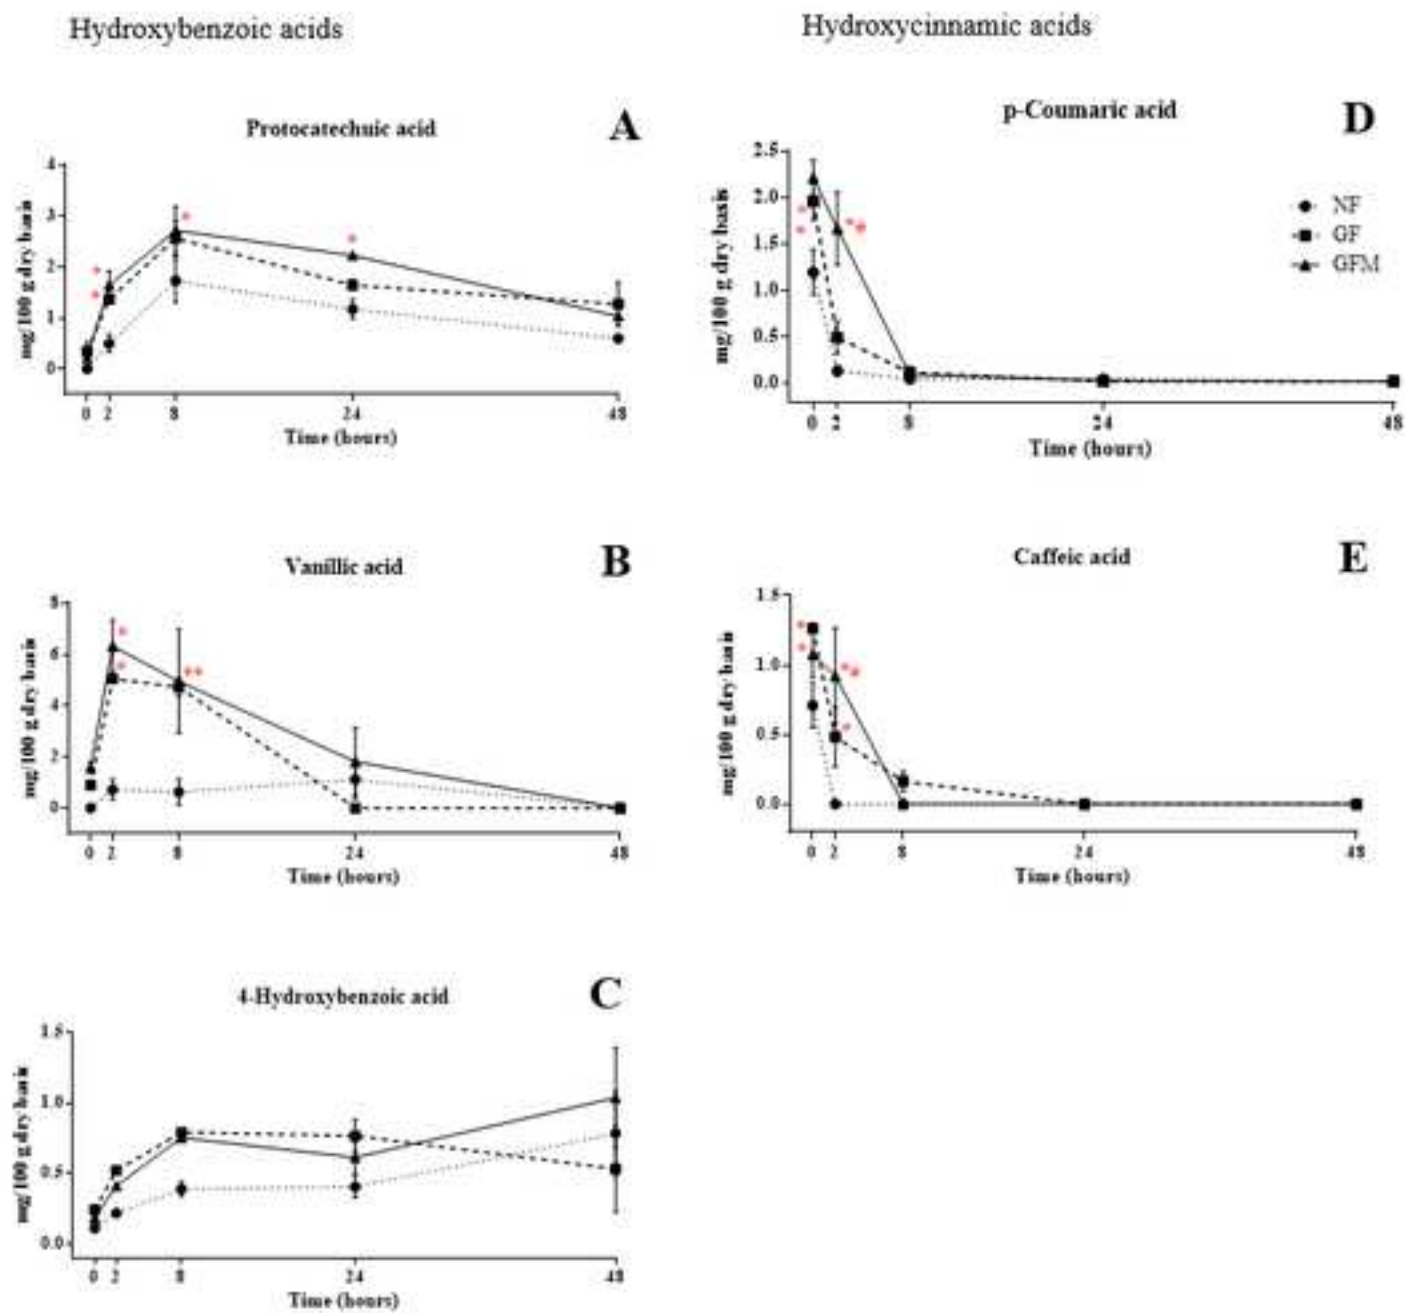 Hydroxybenzoic acids
Hydroxycinnamic acids
Protocatechuic acid
A
4
3
2
1
0
mg/100 g dry basis
0 2 8 24 48
Time (hours)
p-Coumaric acid
D
2.5
2.0
1.5
1.0
0.5
0.0
mg/100 g dry basis
NF
GF
GFM
0 2 8 24 48
Time (hours)
Vanillic acid
B
8
6
4
2
0
mg/100 g dry basis
0 2 8 24 48
Time (hours)
Caffeic acid
E
1.5
1.0
0.5
0.0
mg/100 g dry basis
0 2 8 24 48
Time (hours)
4-Hydroxybenzoic acid
C
1.5
1.0
0.5
0.0
mg/100 g dry basis
0 2 8 24 48
Time (hours)